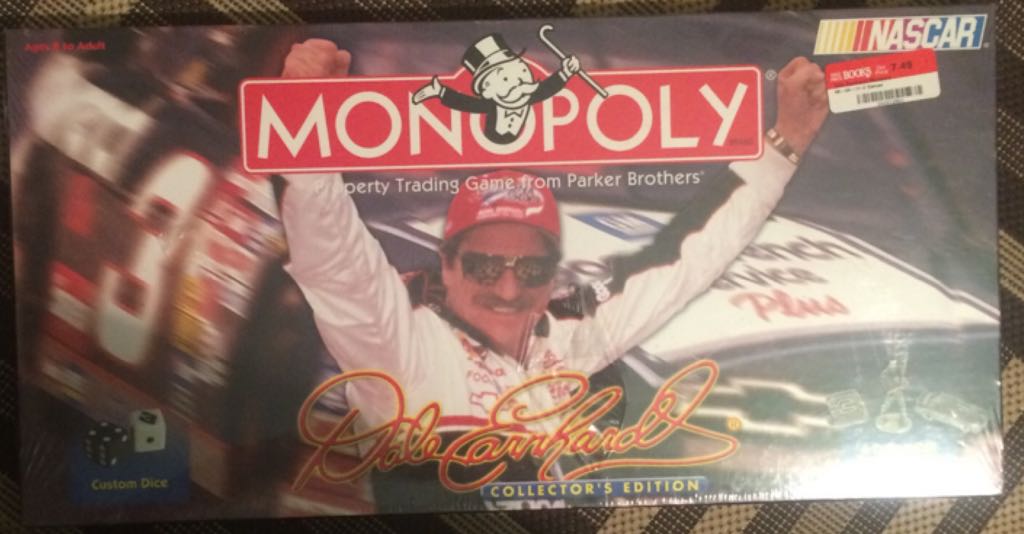 Ages 8 to Adult
NASCAR
BOOKS 7.49
MONOPOLY
Property Trading Game from Parker Brothers
3
Plus
Dale Earnhardt
COLLECTOR'S EDITION
Custom Dice